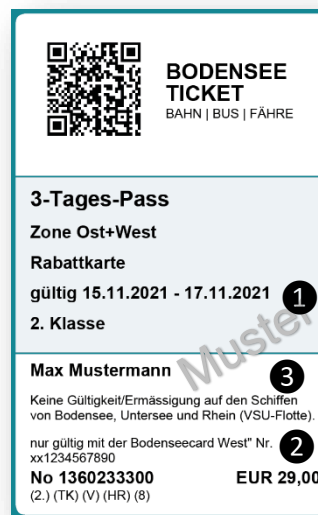 BODENSEE
TICKET
BAHN | BUS | FÄHRE
3-Tages-Pass
Zone Ost+West
Rabattkarte
gültig 15.11.2021 - 17.11.2021 1
2. Klasse
Muster
Max Mustermann 3
Keine Gültigkeit/Ermässigung auf den Schiffen
von Bodensee, Untersee und Rhein (VSU-Flotte).
nur gültig mit der Bodenseecard West" Nr. 2
xx1234567890
No 1360233300 EUR 29,00
(2.) (TK) (V) (HR) (8)